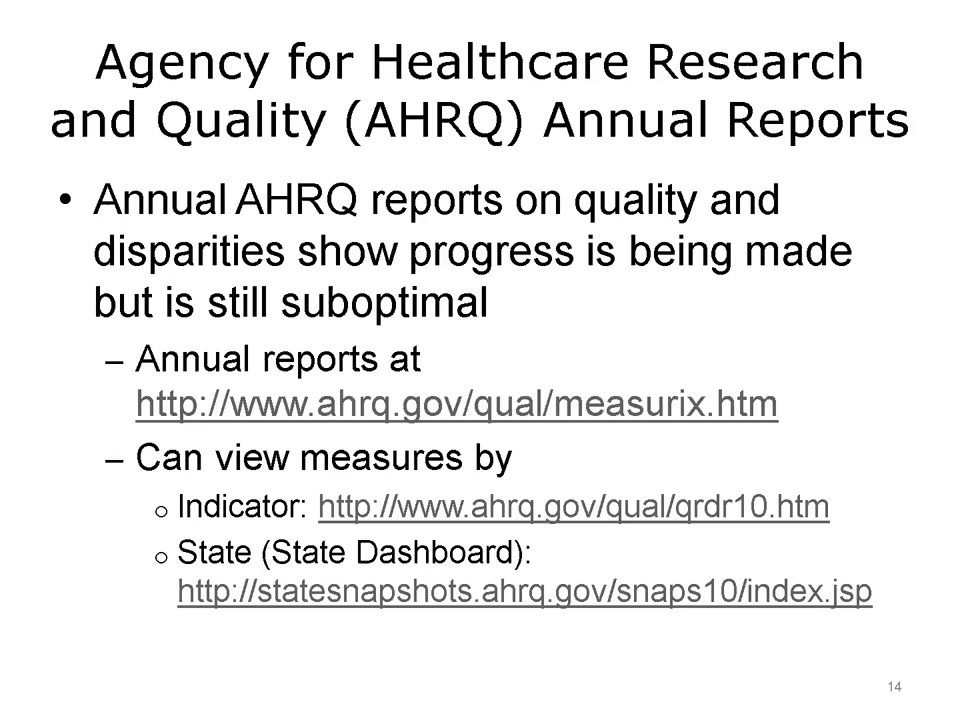 Agency for Healthcare Research
and Quality (AHRQ) Annual Reports
• Annual AHRQ reports on quality and
disparities show progress is being made
but is still suboptimal
– Annual reports at
http://www.ahrq.gov/qual/measurix.htm
– Can view measures by
o Indicator: http://www.ahrq.gov/qual/qrdr10.htm
o State (State Dashboard):
http://statesnapshots.ahrq.gov/snaps10/index.jsp
14